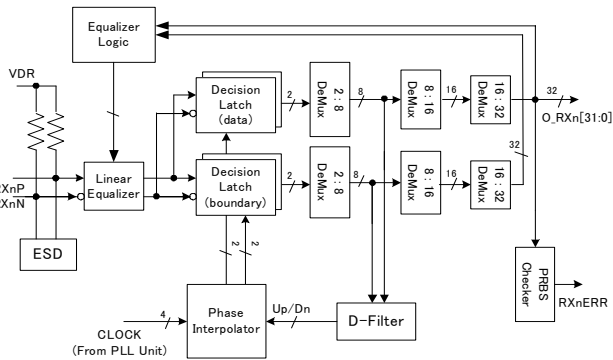 Equalizer
Logic
VDR
Decision
Latch
(data)
2
2 : 8
DeMux
8
8 : 16
DeMux
16
16 : 32
DeMux
32
O_RXn[31:0]
RXnP
RXnN
Linear
Equalizer
Decision
Latch
(boundary)
2
2 : 8
DeMux
8
8 : 16
DeMux
16
16 : 32
DeMux
32
ESD
2
2
PRBS
Checker
RXnERR
4
CLOCK
(From PLL Unit)
Phase
Interpolator
Up/Dn
D-Filter